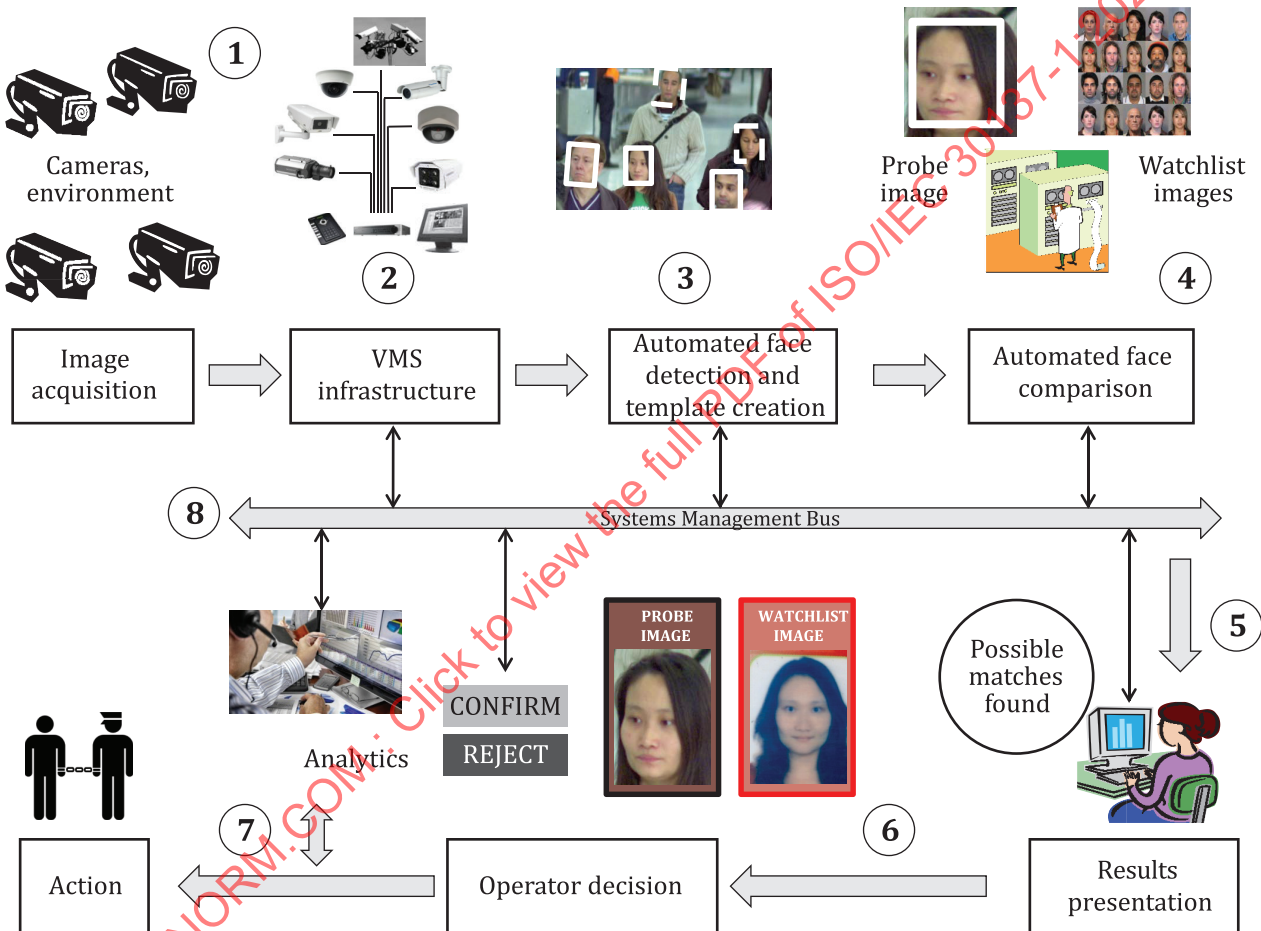 1
Cameras,
environment
2
3
Probe
image
Watchlist
images
4
Image
acquisition
VMS
infrastructure
Automated face
detection and
template creation
Automated face
comparison
8
Systems Management Bus
5
Possible
matches
found
PROBE
IMAGE
WATCHLIST
IMAGE
CONFIRM
REJECT
Analytics
7
6
Action
Operator decision
Results
presentation
NORM.COM : Click to view the full PDF of ISO/IEC 30137-1:202